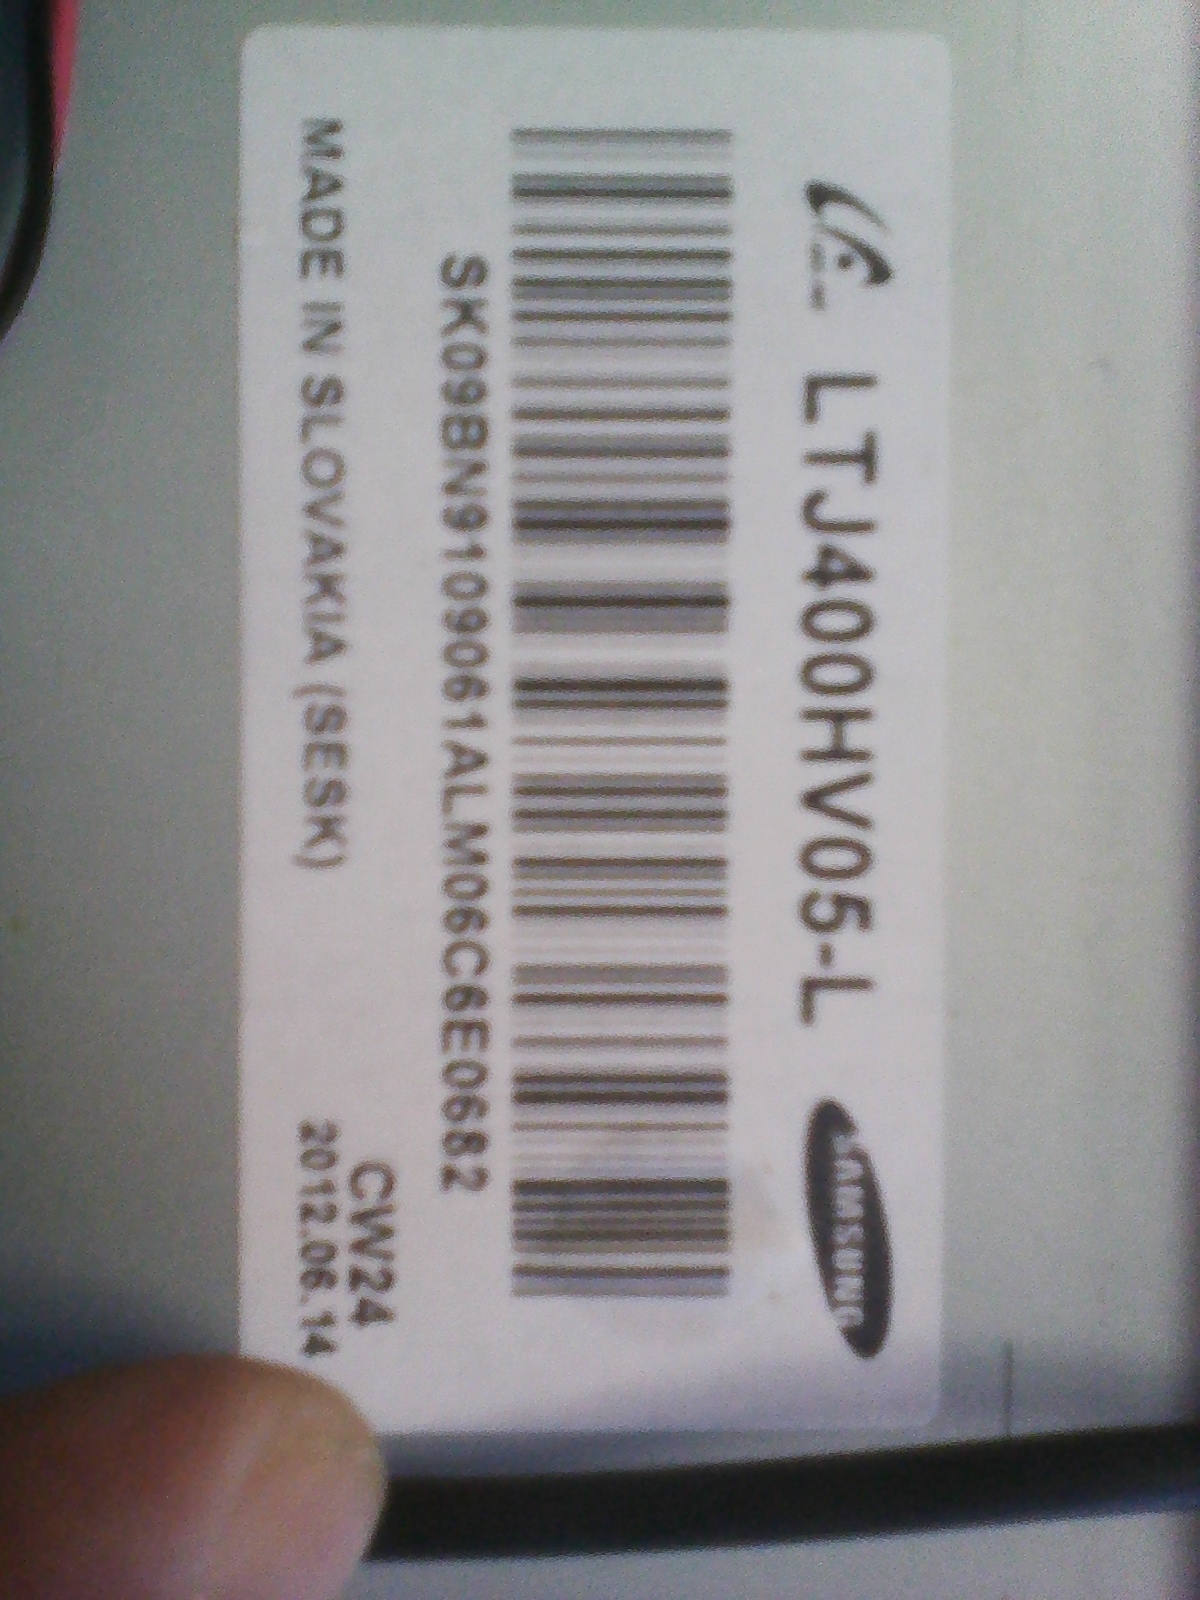 LTJ400HV05-L SAMSUNG
SK09BN9109061ALM06C6E0682
CW24
MADE IN SLOVAKIA (SESK) 2012.06.14